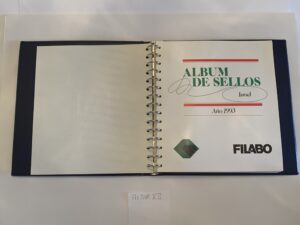 ALBUM
DE SELLOS
Israel
Año 1993
FILABO